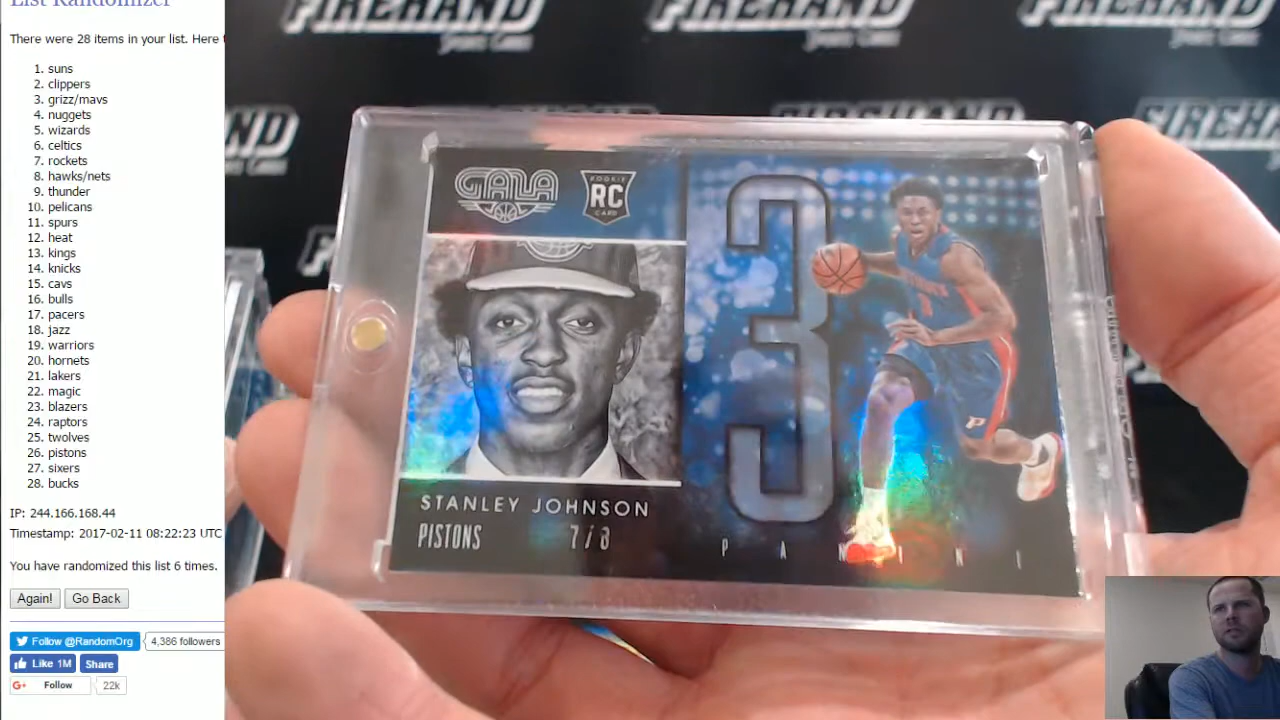 List Randomizer
There were 28 items in your list. Here
1. suns
2. clippers
3. grizz/mavs
4. nuggets
5. wizards
6. celtics
7. rockets
8. hawks/nets
9. thunder
10. pelicans
11. spurs
12. heat
13. kings
14. knicks
15. cavs
16. bulls
17. pacers
18. jazz
19. warriors
20. hornets
21. lakers
22. magic
23. blazers
24. raptors
25. twolves
26. pistons
27. sixers
28. bucks
IP: 244.166.168.44
Timestamp: 2017-02-11 08:22:23 UTC
You have randomized this list 6 times.
Again! Go Back
Follow @RandomOrg 4,386 followers
Like 1M Share
G+ Follow 22k
FIREHAND
SPORTS CARDS
FIREHAND
FIREHAND
GALA
ROOKIE
RC
CARD
3
STANLEY JOHNSON
PISTONS 7/8
PANINI
P